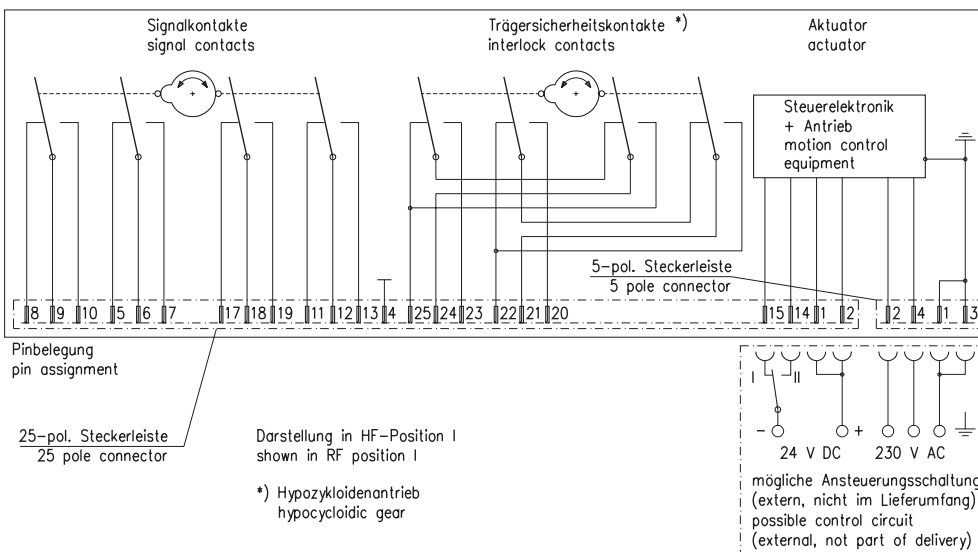 Signalkontakte
signal contacts
Trägersicherheitskontakte *)
interlock contacts
Aktuator
actuator
Steuerelektronik
+ Antrieb
motion control
equipment
5-pol. Steckerleiste
5 pole connector
8 9 10 5 6 7 17 18 19 11 12 13 4 25 24 23 22 21 20 15 14 1 2 2 4 1 3
Pinbelegung
pin assignment
25-pol. Steckerleiste
25 pole connector
Darstellung in HF-Position I
shown in RF position I
*) Hypozykloidenantrieb
hypocycloidic gear
I II
- +
24 V DC 230 V AC
mögliche Ansteuerungsschaltung
(extern, nicht im Lieferumfang)
possible control circuit
(external, not part of delivery)